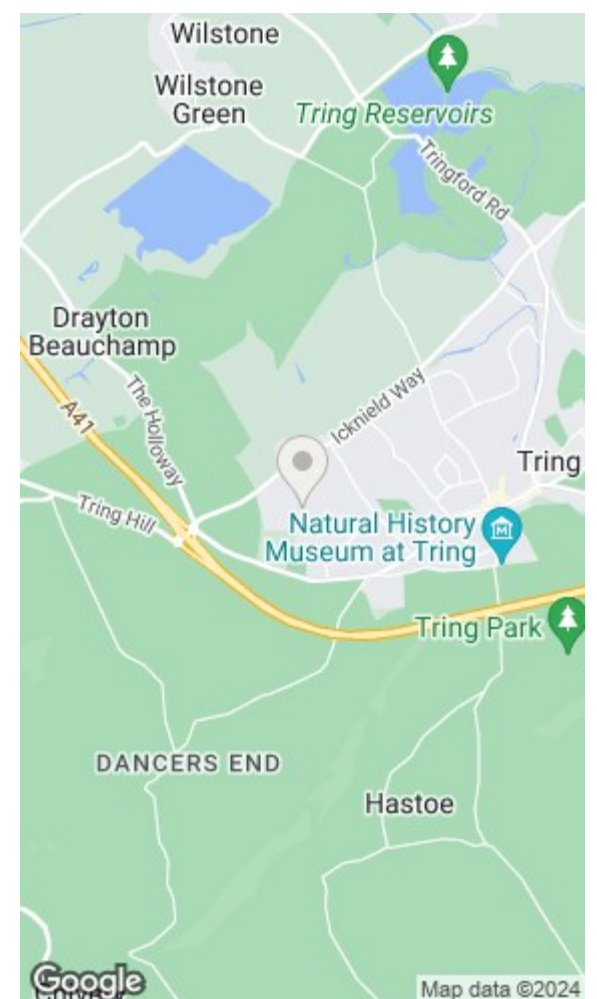 Wilstone
Wilstone
Green
Tring Reservoirs
Tringford Rd
Drayton
Beauchamp
The Holloway
A41
Icknield Way
Tring
Tring Hill
Natural History
Museum at Tring
M
Tring Park
DANCERS END
Hastoe
Google
Map data ©2024